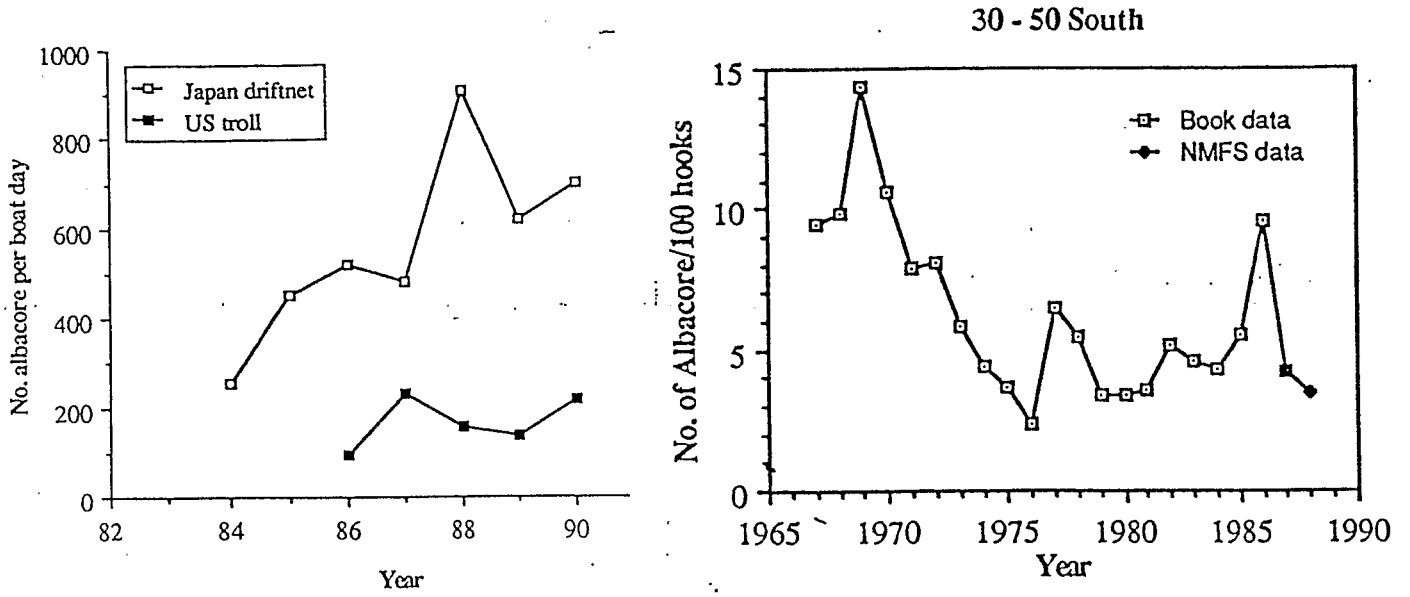 1000
800
600
400
200
0
No. albacore per boat day
Japan driftnet
US troll
82 84 86 88 90
Year
30 - 50 South
15
10
5
0
No. of Albacore/100 hooks
Book data
NMFS data
1965 1970 1975 1980 1985 1990
Year